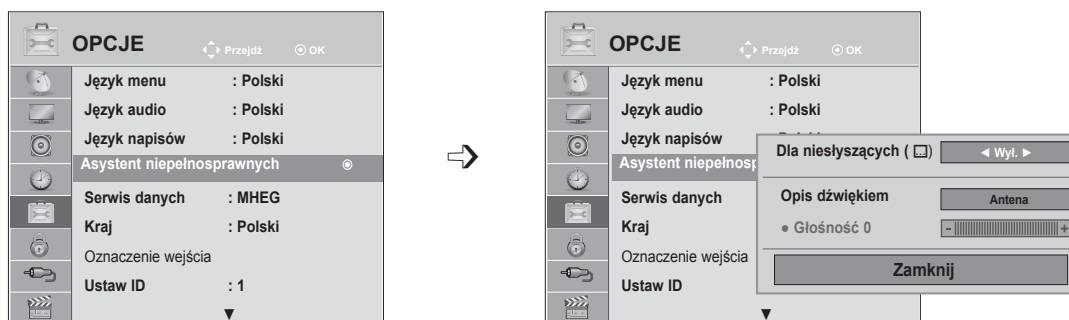 OPCJE Przejdź OK
Język menu : Polski
Język audio : Polski
Język napisów : Polski
Asystent niepełnosprawnych
Serwis danych : MHEG
Kraj : Polski
Oznaczenie wejścia
Ustaw ID : 1
OPCJE Przejdź OK
Język menu : Polski
Język audio : Polski
Język napisów
Asystent niepełnosp
Serwis danych
Kraj
Oznaczenie wejścia
Ustaw ID
Dla niesłyszących ( ) ◄ Wył. ►
Opis dźwiękiem Antena
● Głośność 0 - +
Zamknij